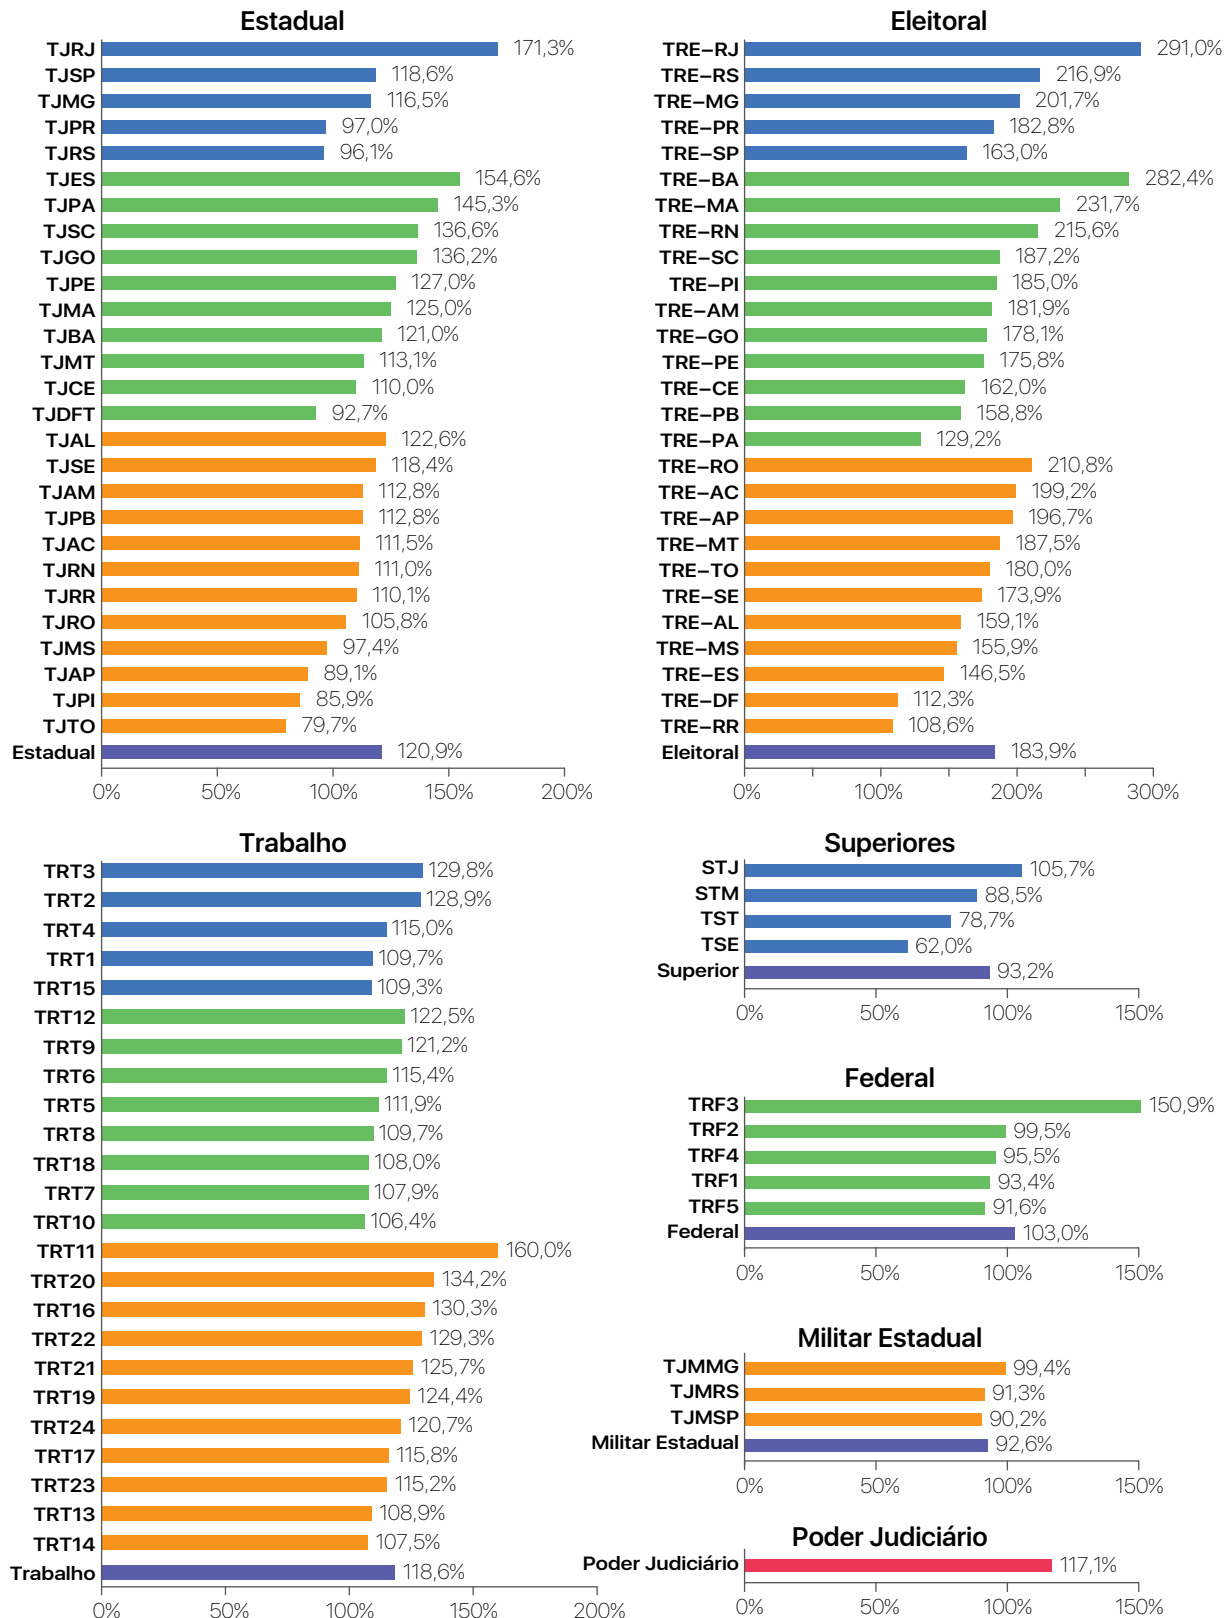 Estadual
TJRJ 171,3%
TJSP 118,6%
TJMG 116,5%
TJPR 97,0%
TJRS 96,1%
TJES 154,6%
TJPA 145,3%
TJSC 136,6%
TJGO 136,2%
TJPE 127,0%
TJMA 125,0%
TJBA 121,0%
TJMT 113,1%
TJCE 110,0%
TJDFT 92,7%
TJAL 122,6%
TJSE 118,4%
TJAM 112,8%
TJPB 112,8%
TJAC 111,5%
TJRN 111,0%
TJRR 110,1%
TJRO 105,8%
TJMS 97,4%
TJAP 89,1%
TJPI 85,9%
TJTO 79,7%
Estadual 120,9%
0% 50% 100% 150% 200%
Eleitoral
TRE–RJ 291,0%
TRE–RS 216,9%
TRE–MG 201,7%
TRE–PR 182,8%
TRE–SP 163,0%
TRE–BA 282,4%
TRE–MA 231,7%
TRE–RN 215,6%
TRE–SC 187,2%
TRE–PI 185,0%
TRE–AM 181,9%
TRE–GO 178,1%
TRE–PE 175,8%
TRE–CE 162,0%
TRE–PB 158,8%
TRE–PA 129,2%
TRE–RO 210,8%
TRE–AC 199,2%
TRE–AP 196,7%
TRE–MT 187,5%
TRE–TO 180,0%
TRE–SE 173,9%
TRE–AL 159,1%
TRE–MS 155,9%
TRE–ES 146,5%
TRE–DF 112,3%
TRE–RR 108,6%
Eleitoral 183,9%
0% 100% 200% 300%
Trabalho
TRT3 129,8%
TRT2 128,9%
TRT4 115,0%
TRT1 109,7%
TRT15 109,3%
TRT12 122,5%
TRT9 121,2%
TRT6 115,4%
TRT5 111,9%
TRT8 109,7%
TRT18 108,0%
TRT7 107,9%
TRT10 106,4%
TRT11 160,0%
TRT20 134,2%
TRT16 130,3%
TRT22 129,3%
TRT21 125,7%
TRT19 124,4%
TRT24 120,7%
TRT17 115,8%
TRT23 115,2%
TRT13 108,9%
TRT14 107,5%
Trabalho 118,6%
0% 50% 100% 150% 200%
Superiores
STJ 105,7%
STM 88,5%
TST 78,7%
TSE 62,0%
Superior 93,2%
0% 50% 100% 150%
Federal
TRF3 150,9%
TRF2 99,5%
TRF4 95,5%
TRF1 93,4%
TRF5 91,6%
Federal 103,0%
0% 50% 100% 150%
Militar Estadual
TJMMG 99,4%
TJMRS 91,3%
TJMSP 90,2%
Militar Estadual 92,6%
0% 50% 100% 150%
Poder Judiciário
Poder Judiciário 117,1%
0% 50% 100% 150%